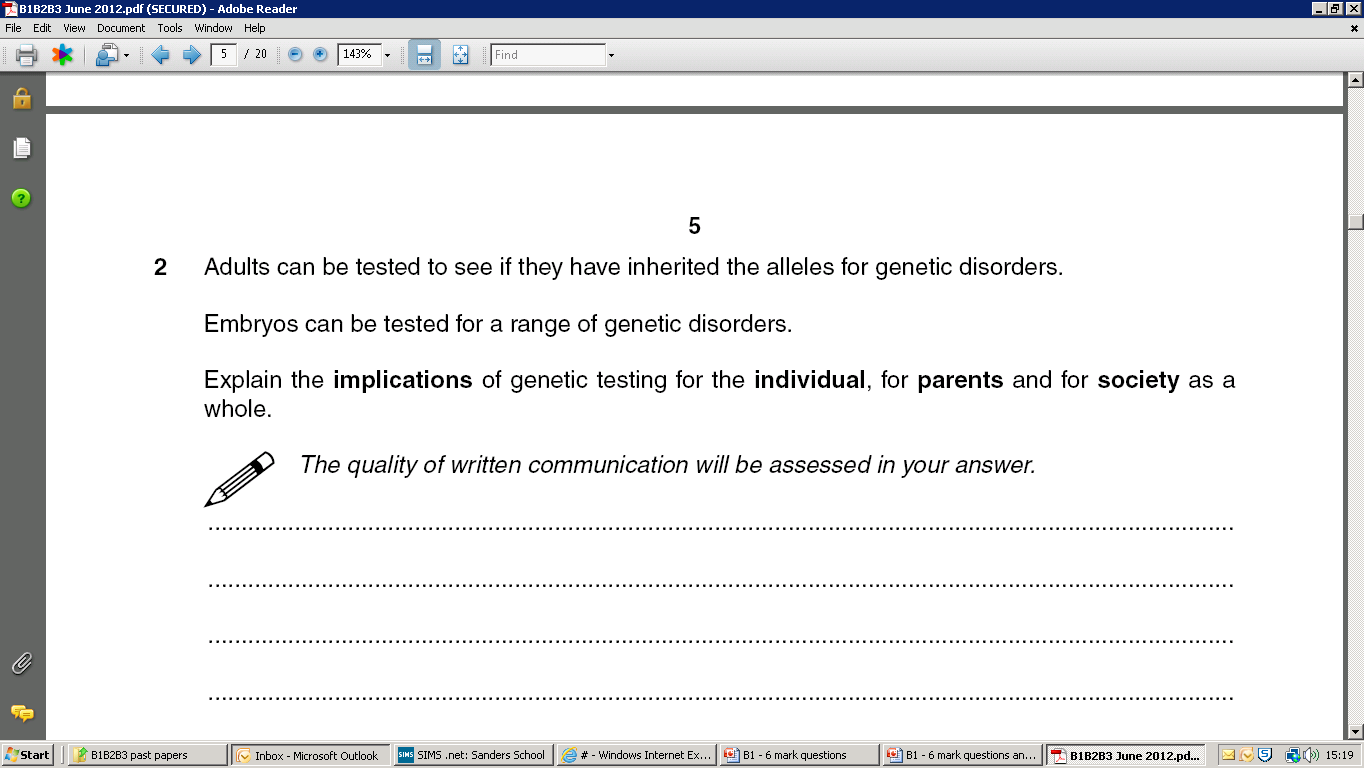 B1B2B3 June 2012.pdf (SECURED) - Adobe Reader
File Edit View Document Tools Window Help
5 / 20 143% Find
5
2 Adults can be tested to see if they have inherited the alleles for genetic disorders.
Embryos can be tested for a range of genetic disorders.
Explain the implications of genetic testing for the individual, for parents and for society as a
whole.
The quality of written communication will be assessed in your answer.
Start B1B2B3 past papers Inbox - Microsoft Outlook SIMS SIMS .net: Sanders School # - Windows Internet Ex... B1 - 6 mark questions B1 - 6 mark questions an... B1B2B3 June 2012.pd... 15:19